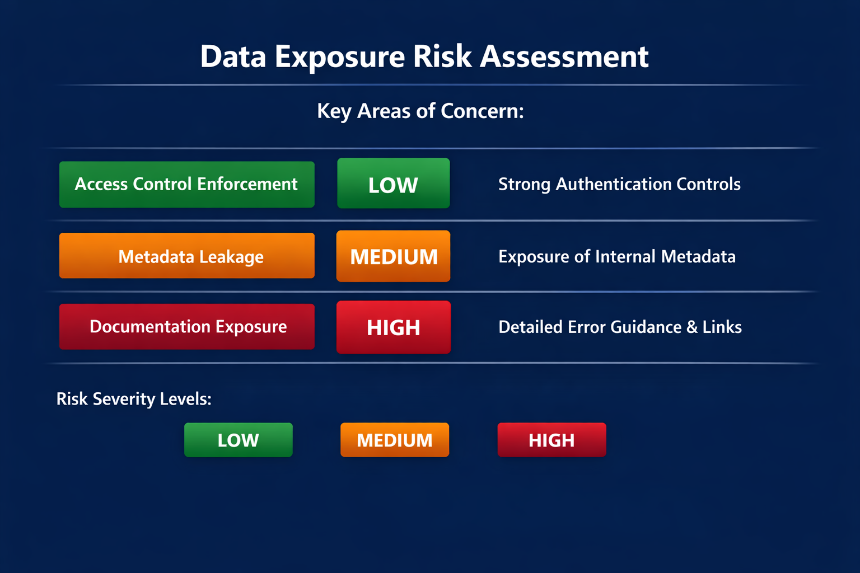 Data Exposure Risk Assessment
Key Areas of Concern:
Access Control Enforcement LOW Strong Authentication Controls
Metadata Leakage MEDIUM Exposure of Internal Metadata
Documentation Exposure HIGH Detailed Error Guidance & Links
Risk Severity Levels:
LOW MEDIUM HIGH